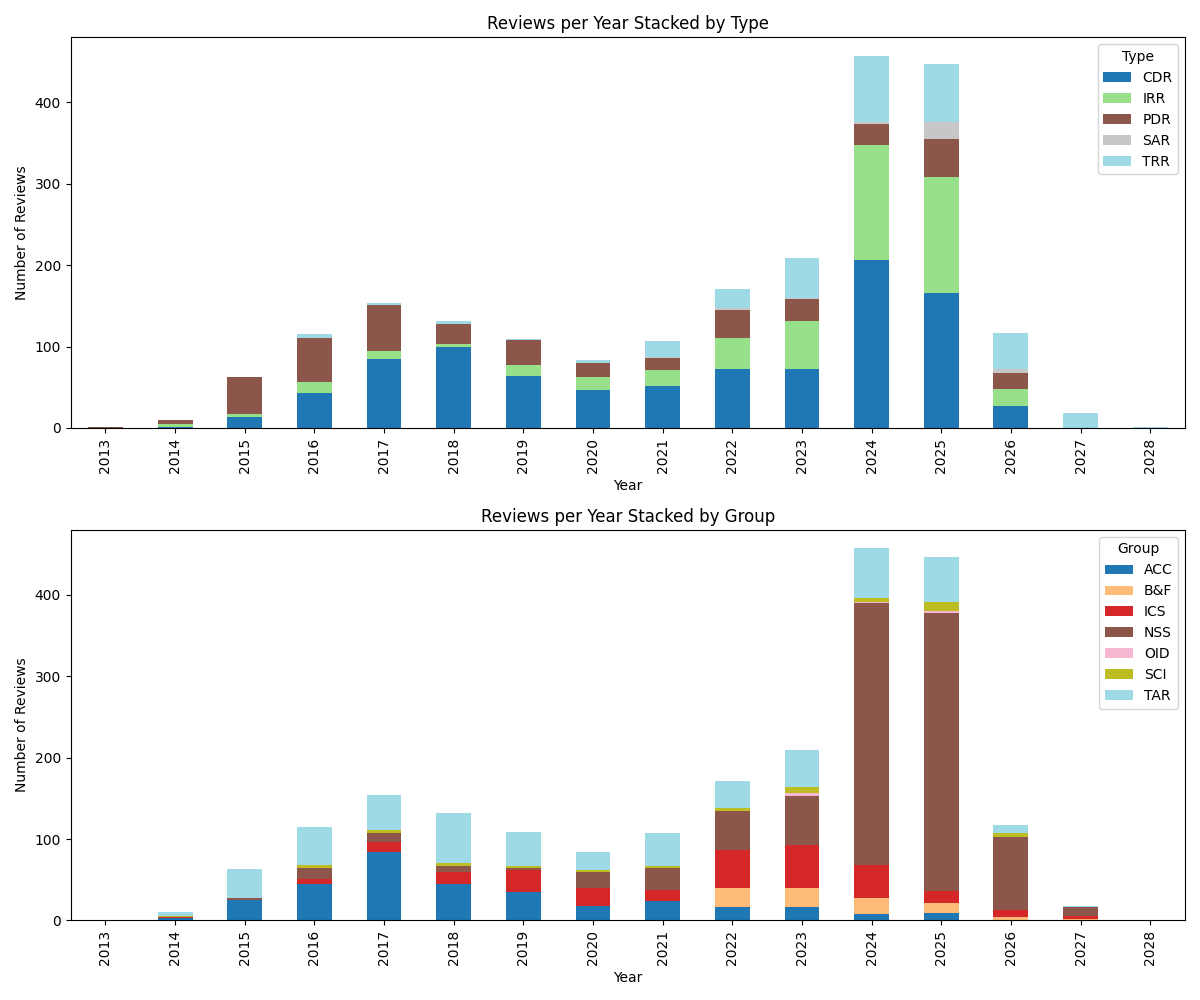 Reviews per Year Stacked by Type
Number of Reviews
400
300
200
100
0
Type
CDR
IRR
PDR
SAR
TRR
2013 2014 2015 2016 2017 2018 2019 2020 2021 2022 2023 2024 2025 2026 2027 2028
Year
Reviews per Year Stacked by Group
Number of Reviews
400
300
200
100
0
Group
ACC
B&F
ICS
NSS
OID
SCI
TAR
2013 2014 2015 2016 2017 2018 2019 2020 2021 2022 2023 2024 2025 2026 2027 2028
Year